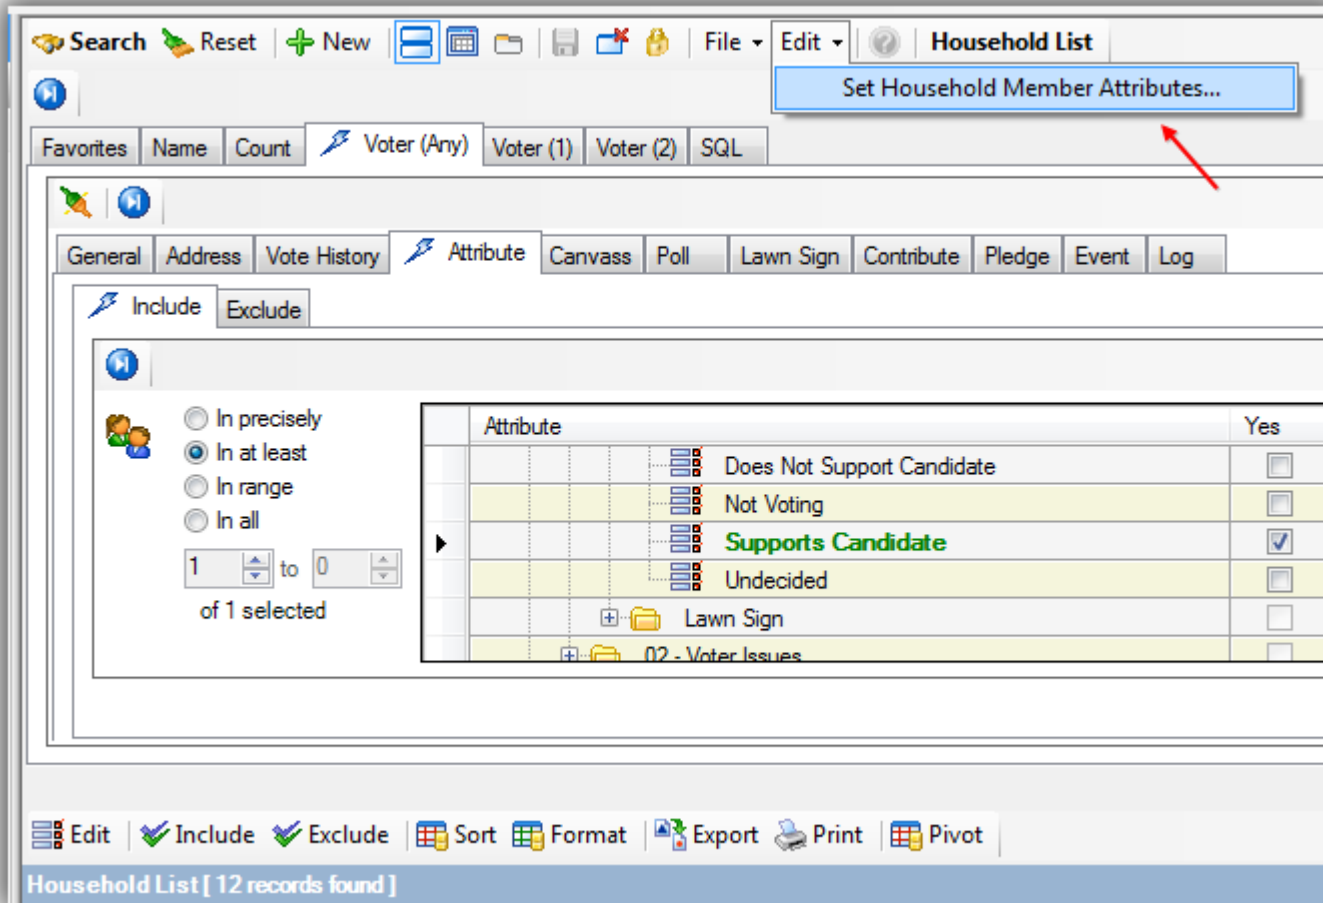 Search Reset New File Edit Household List
Set Household Member Attributes...
Favorites Name Count Voter (Any) Voter (1) Voter (2) SQL
General Address Vote History Attribute Canvass Poll Lawn Sign Contribute Pledge Event Log
Include Exclude
In precisely
In at least
In range
In all
1 to 0
of 1 selected
Attribute Yes
Does Not Support Candidate
Not Voting
Supports Candidate
Undecided
Lawn Sign
02 - Voter Issues
Edit Include Exclude Sort Format Export Print Pivot
Household List [ 12 records found ]